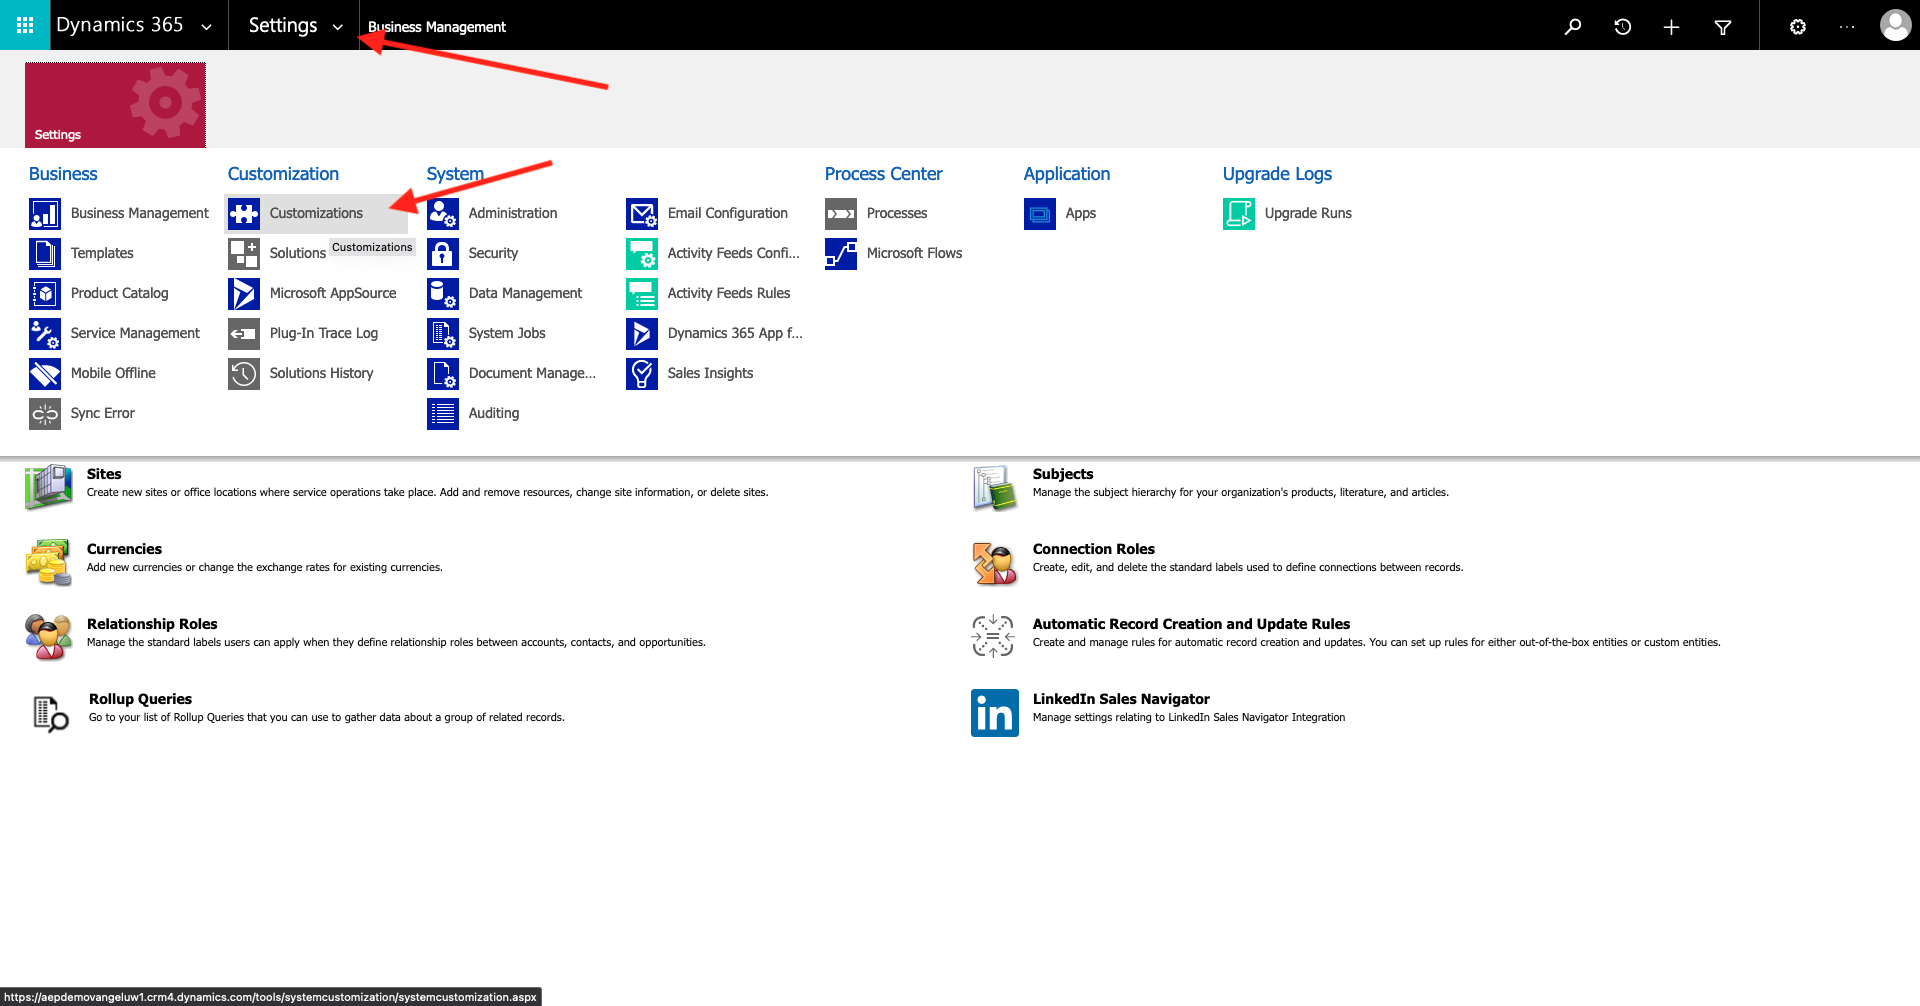 Dynamics 365
Settings
Business Management
Settings
Business
Business Management
Templates
Product Catalog
Service Management
Mobile Offline
Sync Error
Customization
Customizations
Customizations
Solutions
Microsoft AppSource
Plug-In Trace Log
Solutions History
System
Administration
Security
Data Management
System Jobs
Document Manage...
Auditing
Email Configuration
Activity Feeds Confi...
Activity Feeds Rules
Dynamics 365 App f...
Sales Insights
Process Center
Processes
Microsoft Flows
Application
Apps
Upgrade Logs
Upgrade Runs
Sites
Create new sites or office locations where service operations take place. Add and remove resources, change site information, or delete sites.
Subjects
Manage the subject hierarchy for your organization's products, literature, and articles.
Currencies
Add new currencies or change the exchange rates for existing currencies.
Connection Roles
Create, edit, and delete the standard labels used to define connections between records.
Relationship Roles
Manage the standard labels users can apply when they define relationship roles between accounts, contacts, and opportunities.
Automatic Record Creation and Update Rules
Create and manage rules for automatic record creation and updates. You can set up rules for either out-of-the-box entities or custom entities.
Rollup Queries
Go to your list of Rollup Queries that you can use to gather data about a group of related records.
in
LinkedIn Sales Navigator
Manage settings relating to LinkedIn Sales Navigator Integration
https://aepdemovangeluw1.crm4.dynamics.com/tools/systemcustomization/systemcustomization.aspx